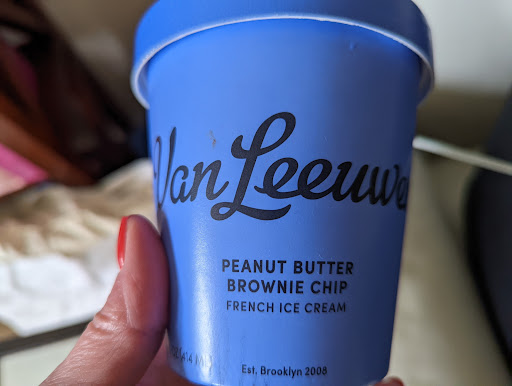 Van Leeuwe
PEANUT BUTTER
BROWNIE CHIP
FRENCH ICE CREAM
Est. Brooklyn 2008